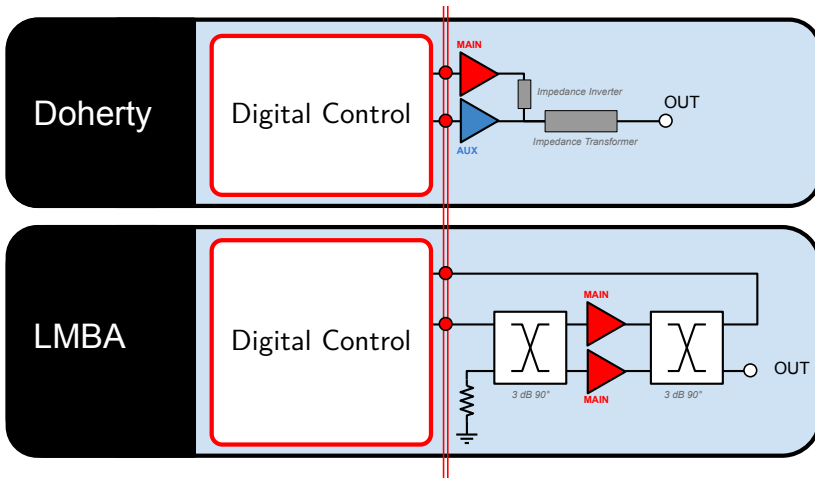 Doherty
Digital Control
MAIN
AUX
Impedance Inverter
Impedance Transformer
OUT
LMBA
Digital Control
MAIN
MAIN
3 dB 90°
3 dB 90°
OUT